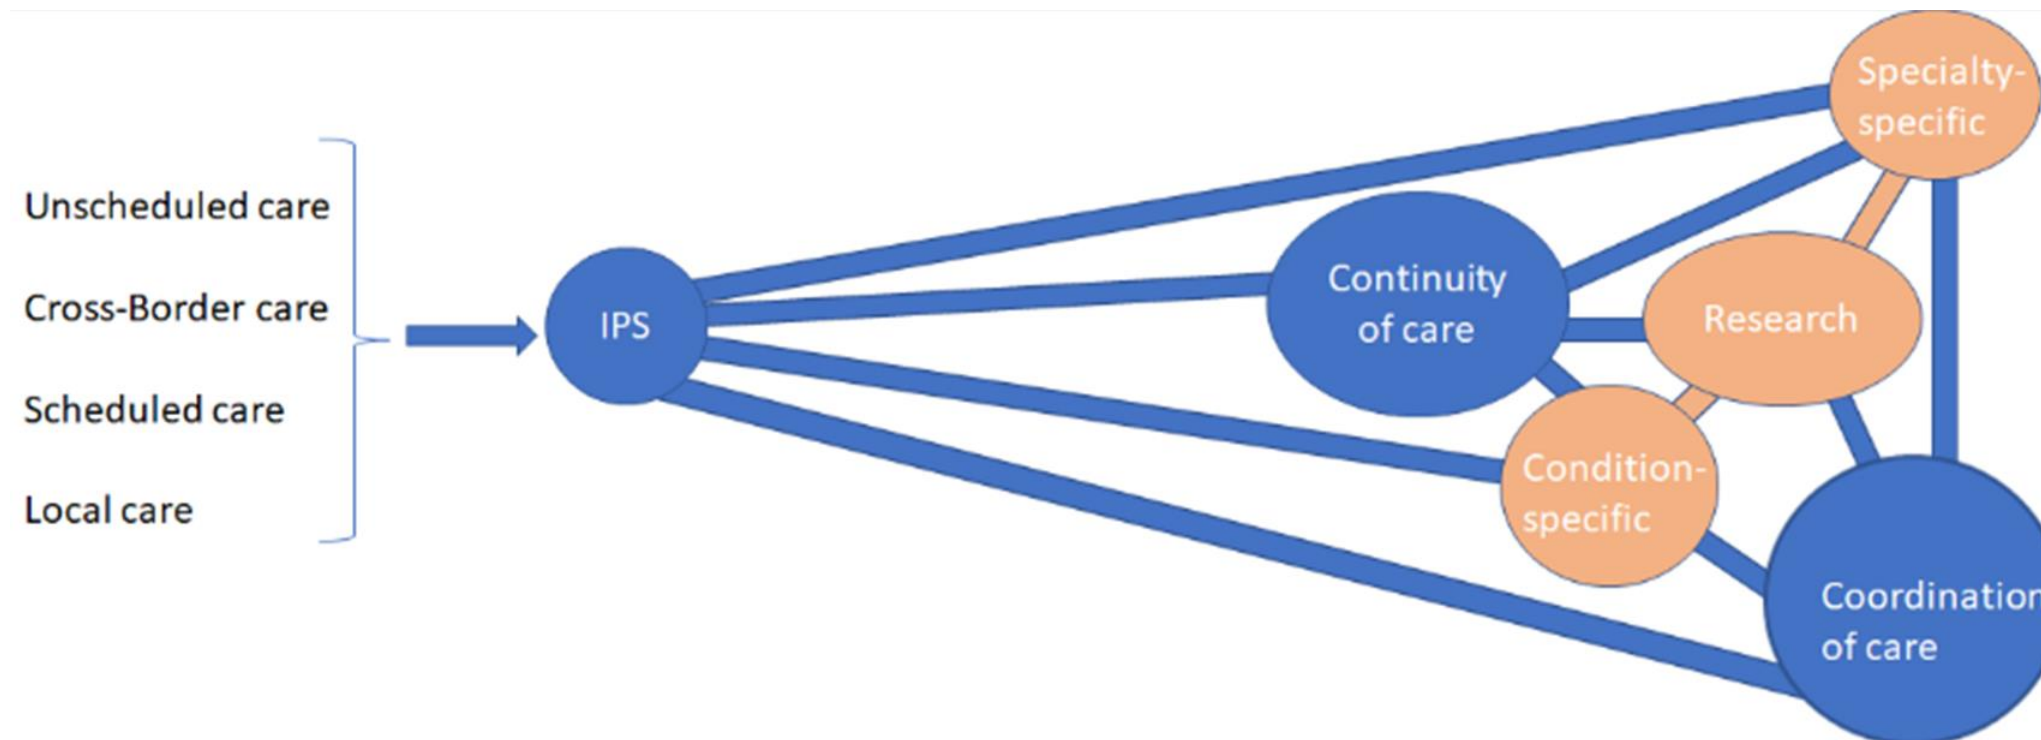 Unscheduled care
Cross-Border care
Scheduled care
Local care
IPS
Continuity
of care
Specialty-
specific
Research
Condition-
specific
Coordination
of care